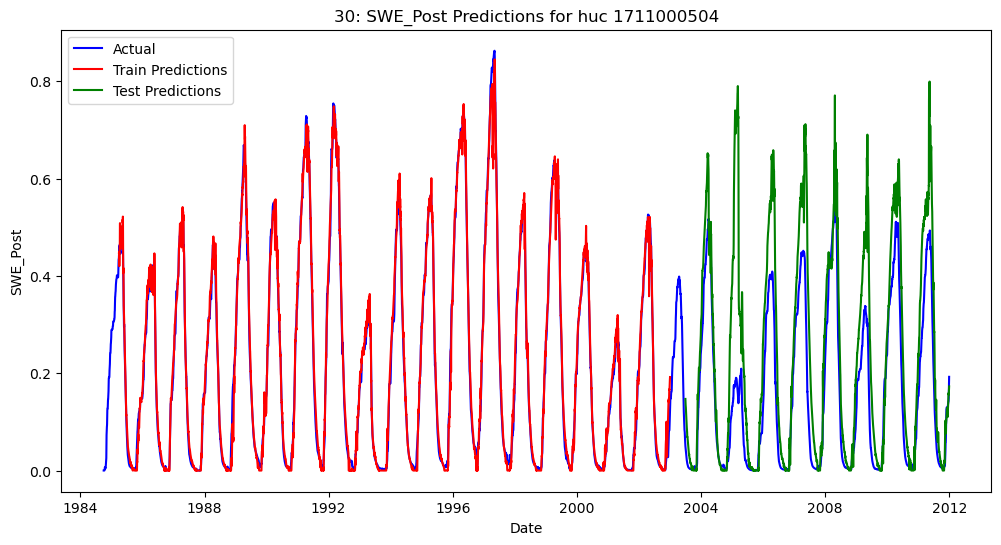 30: SWE_Post Predictions for huc 1711000504
Actual
Train Predictions
Test Predictions
SWE_Post
0.8
0.6
0.4
0.2
0.0
1984 1988 1992 1996 2000 2004 2008 2012
Date